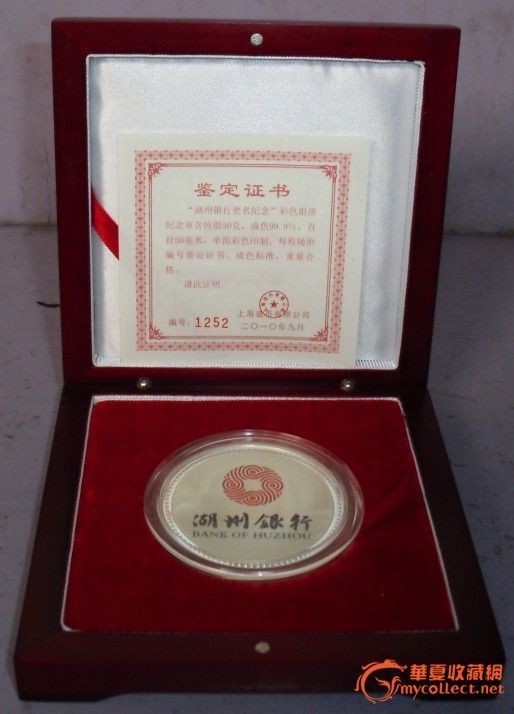 鉴定证书
“湖州银行更名纪念”彩色银质
纪念章含纯银50克，成色99.9%，直
径50毫米，单面彩色印制。每枚随附
编号鉴定证书。成色标准，重量合
格。
谨此证明。
上海造币有限公司
编号：1252 二〇一〇年九月
湖州银行
BANK OF HUZHOU
華夏收藏網
mycollect.net